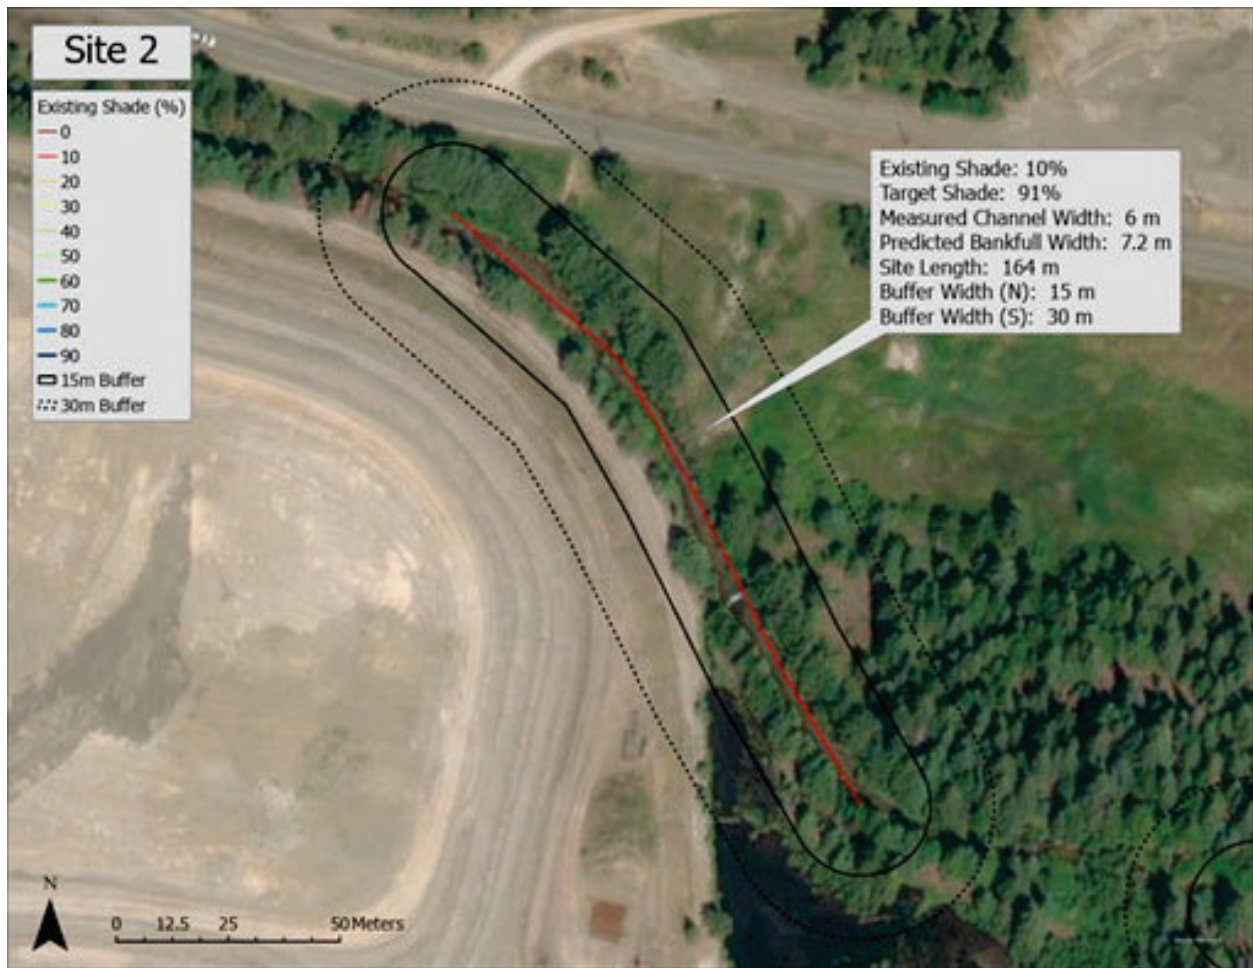 Site 2
Existing Shade (%)
0
10
20
30
40
50
60
70
80
90
15m Buffer
30m Buffer
Existing Shade: 10%
Target Shade: 91%
Measured Channel Width: 6 m
Predicted Bankfull Width: 7.2 m
Site Length: 164 m
Buffer Width (N): 15 m
Buffer Width (S): 30 m
N
0 12.5 25 50 Meters